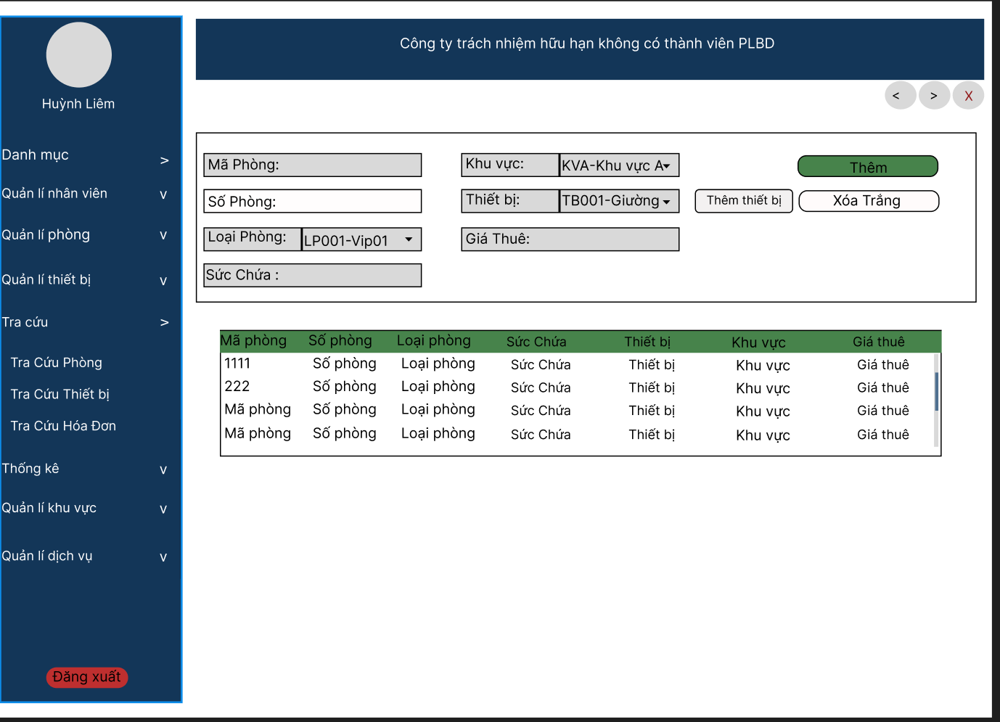 Công ty trách nhiệm hữu hạn không có thành viên PLBD
Huỳnh Liêm
< > X
Danh mục >
Quản lí nhân viên v
Quản lí phòng v
Quản lí thiết bị v
Tra cứu >
Tra Cứu Phòng
Tra Cứu Thiết bị
Tra Cứu Hóa Đơn
Thống kê v
Quản lí khu vực v
Quản lí dịch vụ v
Đăng xuất
Mã Phòng: Khu vực: KVA-Khu vực A Thêm
Số Phòng: Thiết bị: TB001-Giường Thêm thiết bị Xóa Trắng
Loại Phòng: LP001-Vip01 Giá Thuê:
Sức Chứa :
Mã phòng Số phòng Loại phòng Sức Chứa Thiết bị Khu vực Giá thuê
1111 Số phòng Loại phòng Sức Chứa Thiết bị Khu vực Giá thuê
222 Số phòng Loại phòng Sức Chứa Thiết bị Khu vực Giá thuê
Mã phòng Số phòng Loại phòng Sức Chứa Thiết bị Khu vực Giá thuê
Mã phòng Số phòng Loại phòng Sức Chứa Thiết bị Khu vực Giá thuê